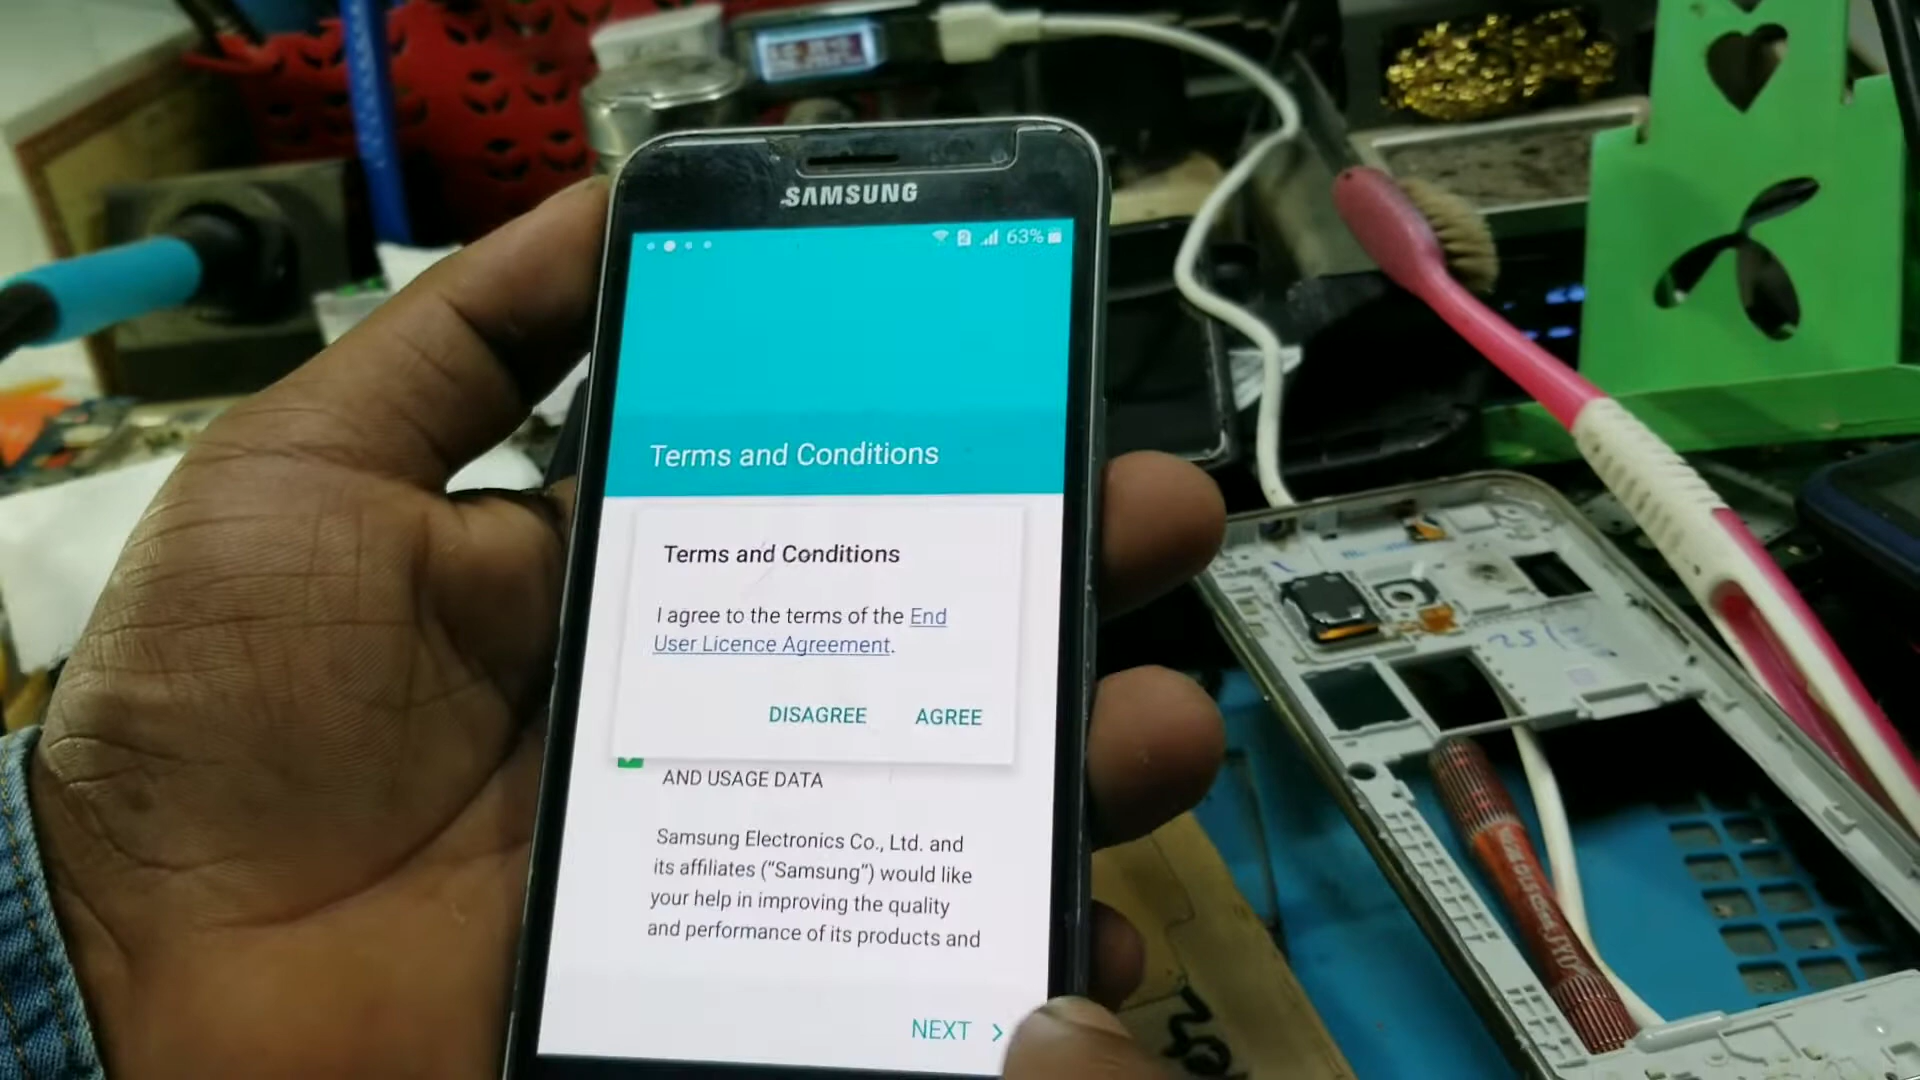 SAMSUNG
2 63%
Terms and Conditions
Terms and Conditions
I agree to the terms of the End
User Licence Agreement.
DISAGREE AGREE
AND USAGE DATA
Samsung Electronics Co., Ltd. and
its affiliates ("Samsung") would like
your help in improving the quality
and performance of its products and
NEXT